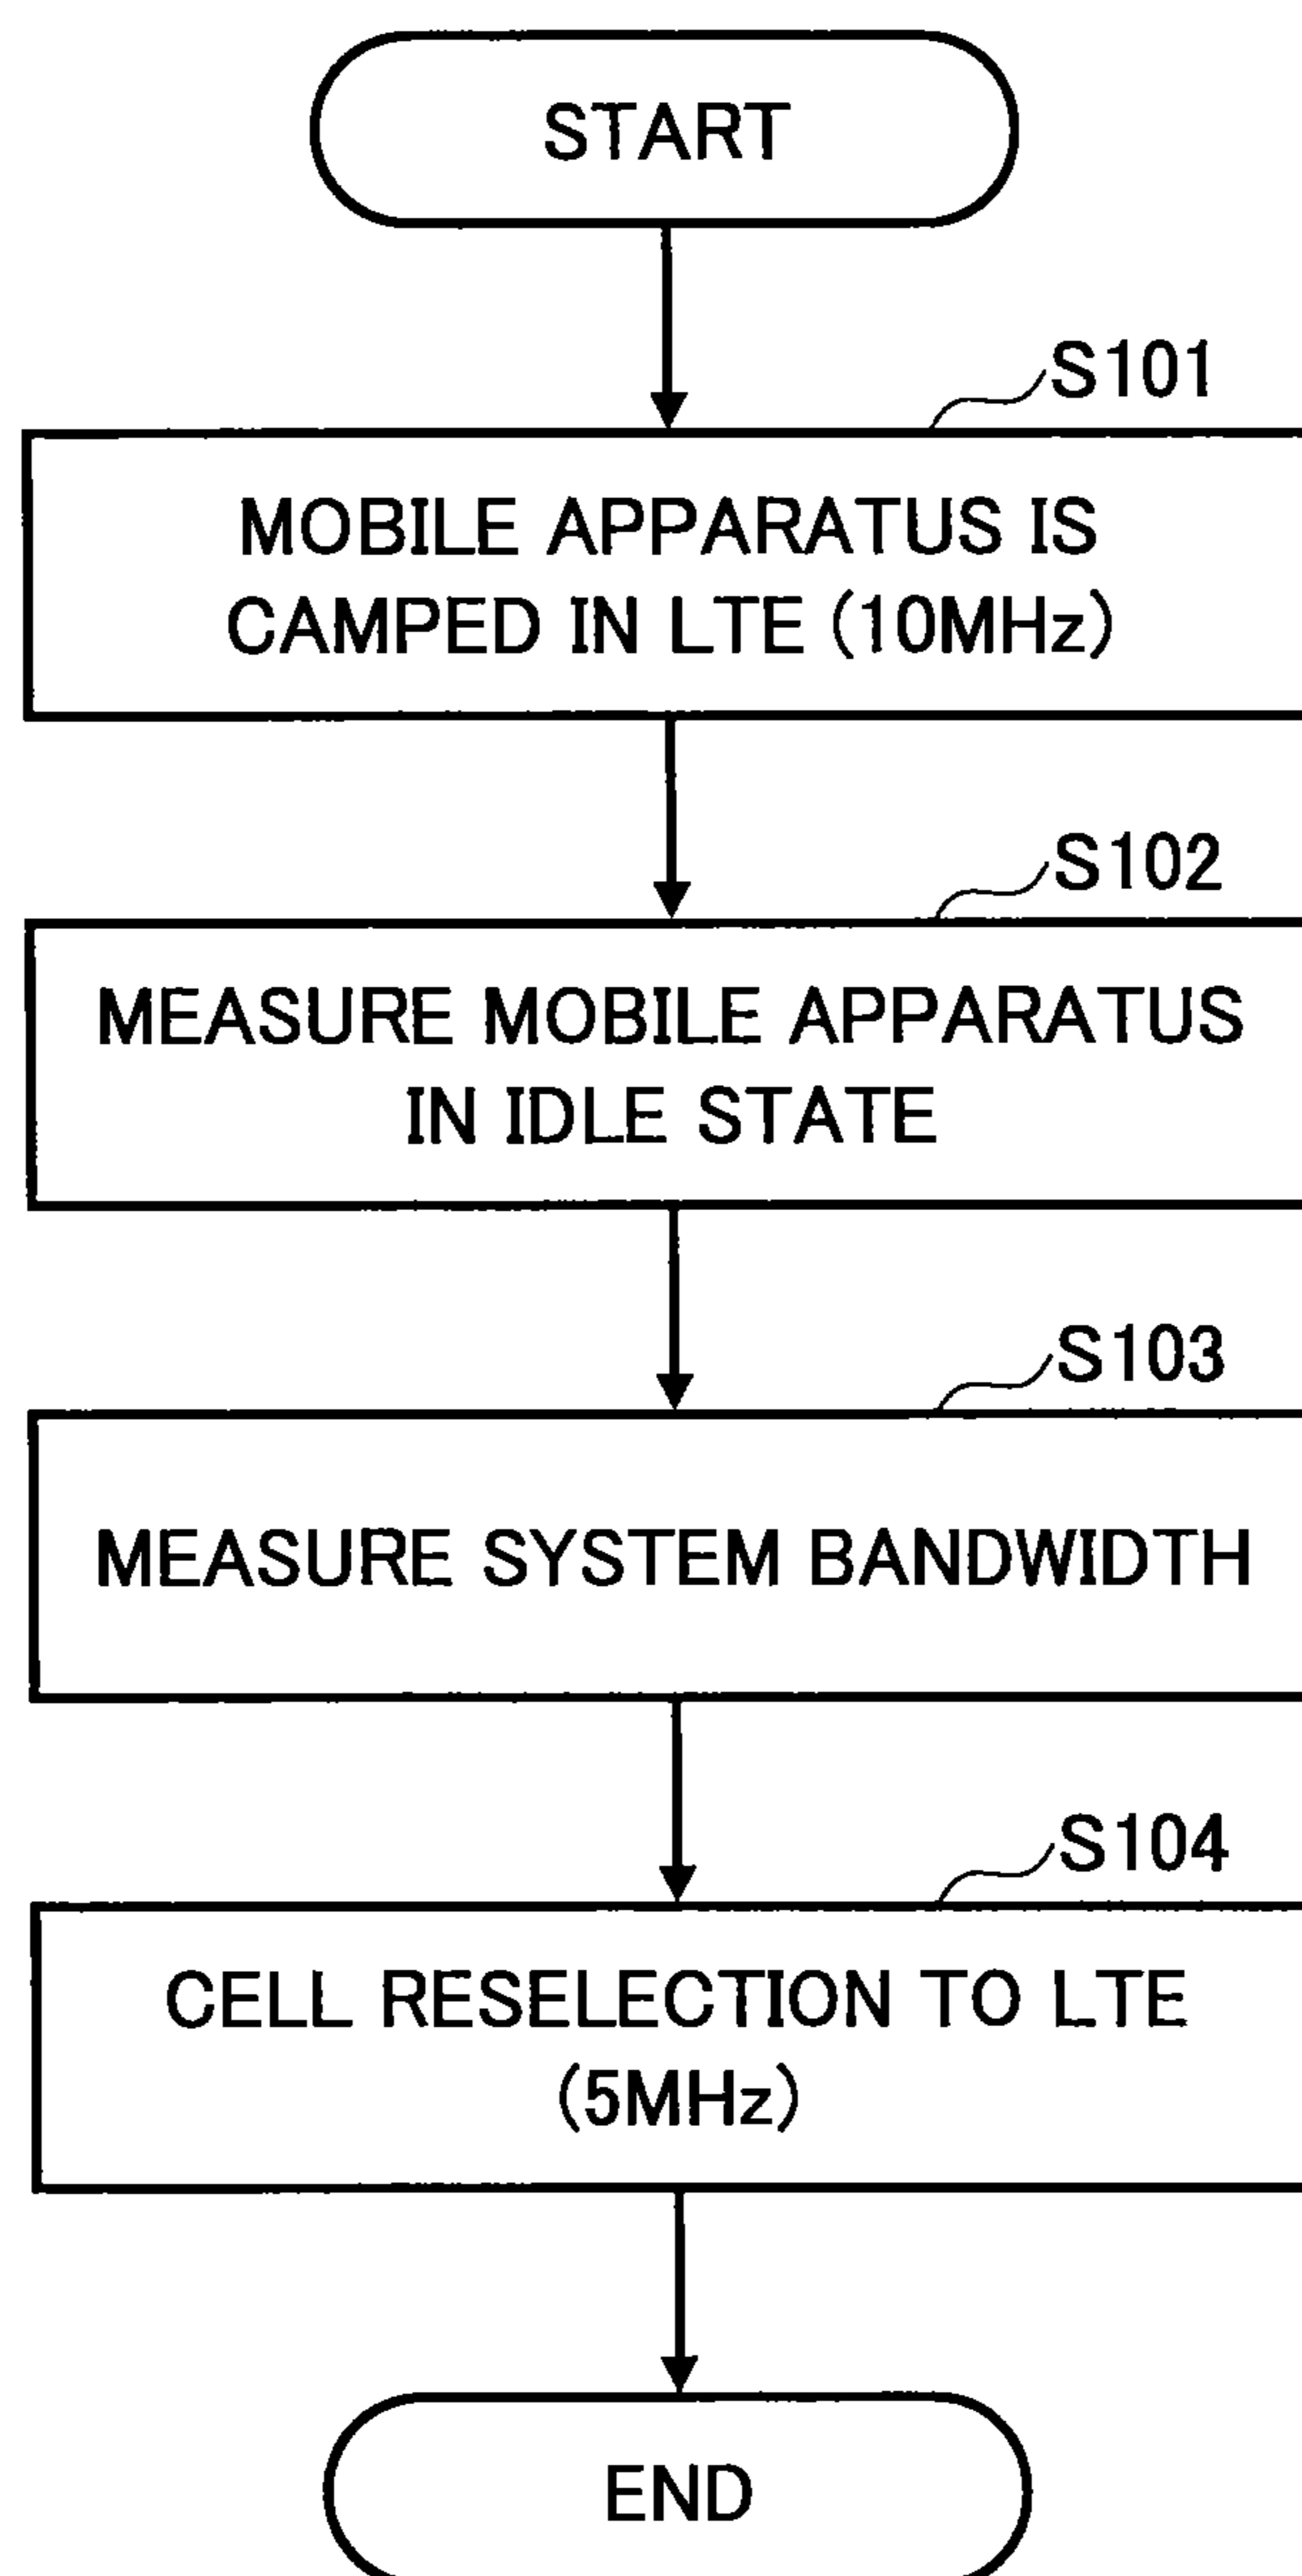 START
S101
MOBILE APPARATUS IS
CAMPED IN LTE (10MHz)
S102
MEASURE MOBILE APPARATUS
IN IDLE STATE
S103
MEASURE SYSTEM BANDWIDTH
S104
CELL RESELECTION TO LTE
(5MHz)
END